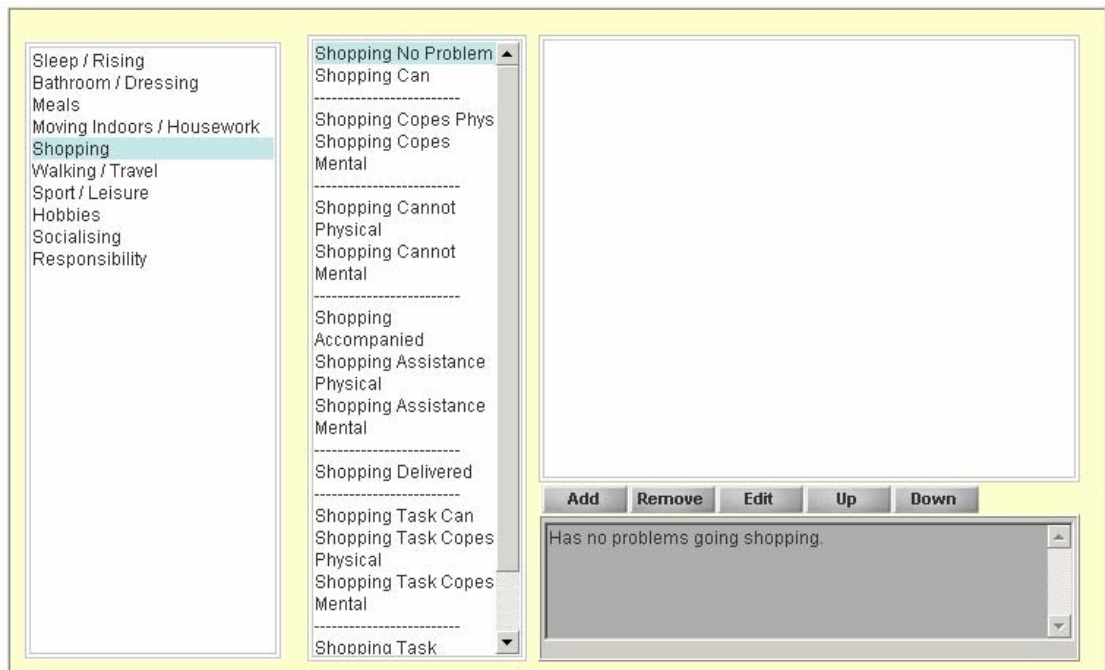 Sleep / Rising
Bathroom / Dressing
Meals
Moving Indoors / Housework
Shopping
Walking / Travel
Sport / Leisure
Hobbies
Socialising
Responsibility
Shopping No Problem
Shopping Can
-------------------------
Shopping Copes Phys
Shopping Copes
Mental
-------------------------
Shopping Cannot
Physical
Shopping Cannot
Mental
-------------------------
Shopping
Accompanied
Shopping Assistance
Physical
Shopping Assistance
Mental
-------------------------
Shopping Delivered
-------------------------
Shopping Task Can
Shopping Task Copes
Physical
Shopping Task Copes
Mental
-------------------------
Shopping Task
Add Remove Edit Up Down
Has no problems going shopping.